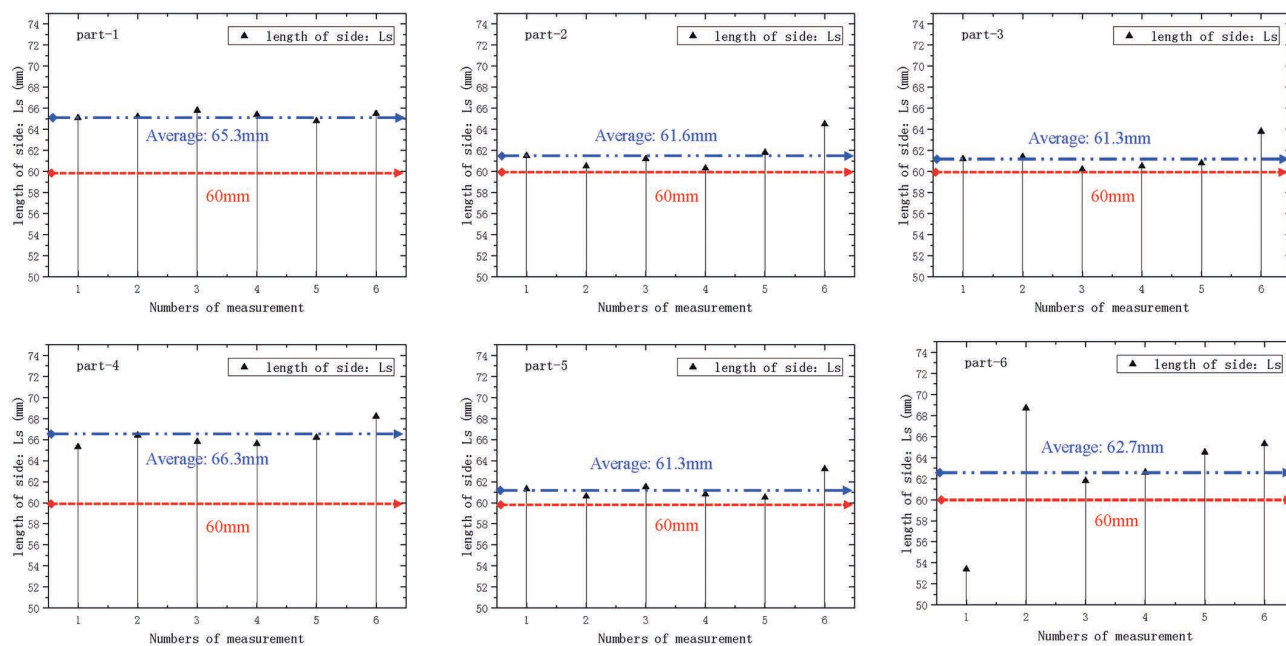 part-1
▲ length of side: Ls
length of side: Ls (mm)
74
72
70
68
66
64
62
60
58
56
54
52
50
Average: 65.3mm
60mm
1 2 3 4 5 6
Numbers of measurement
part-2
▲ length of side: Ls
length of side: Ls (mm)
74
72
70
68
66
64
62
60
58
56
54
52
50
Average: 61.6mm
60mm
1 2 3 4 5 6
Numbers of measurement
part-3
▲ length of side: Ls
length of side: Ls (mm)
74
72
70
68
66
64
62
60
58
56
54
52
50
Average: 61.3mm
60mm
1 2 3 4 5 6
Numbers of measurement
part-4
▲ length of side: Ls
length of side: Ls (mm)
74
72
70
68
66
64
62
60
58
56
54
52
50
Average: 66.3mm
60mm
1 2 3 4 5 6
Numbers of measurement
part-5
▲ length of side: Ls
length of side: Ls (mm)
74
72
70
68
66
64
62
60
58
56
54
52
50
Average: 61.3mm
60mm
1 2 3 4 5 6
Numbers of measurement
part-6
▲ length of side: Ls
length of side: Ls (mm)
74
72
70
68
66
64
62
60
58
56
54
52
50
Average: 62.7mm
60mm
1 2 3 4 5 6
Numbers of measurement